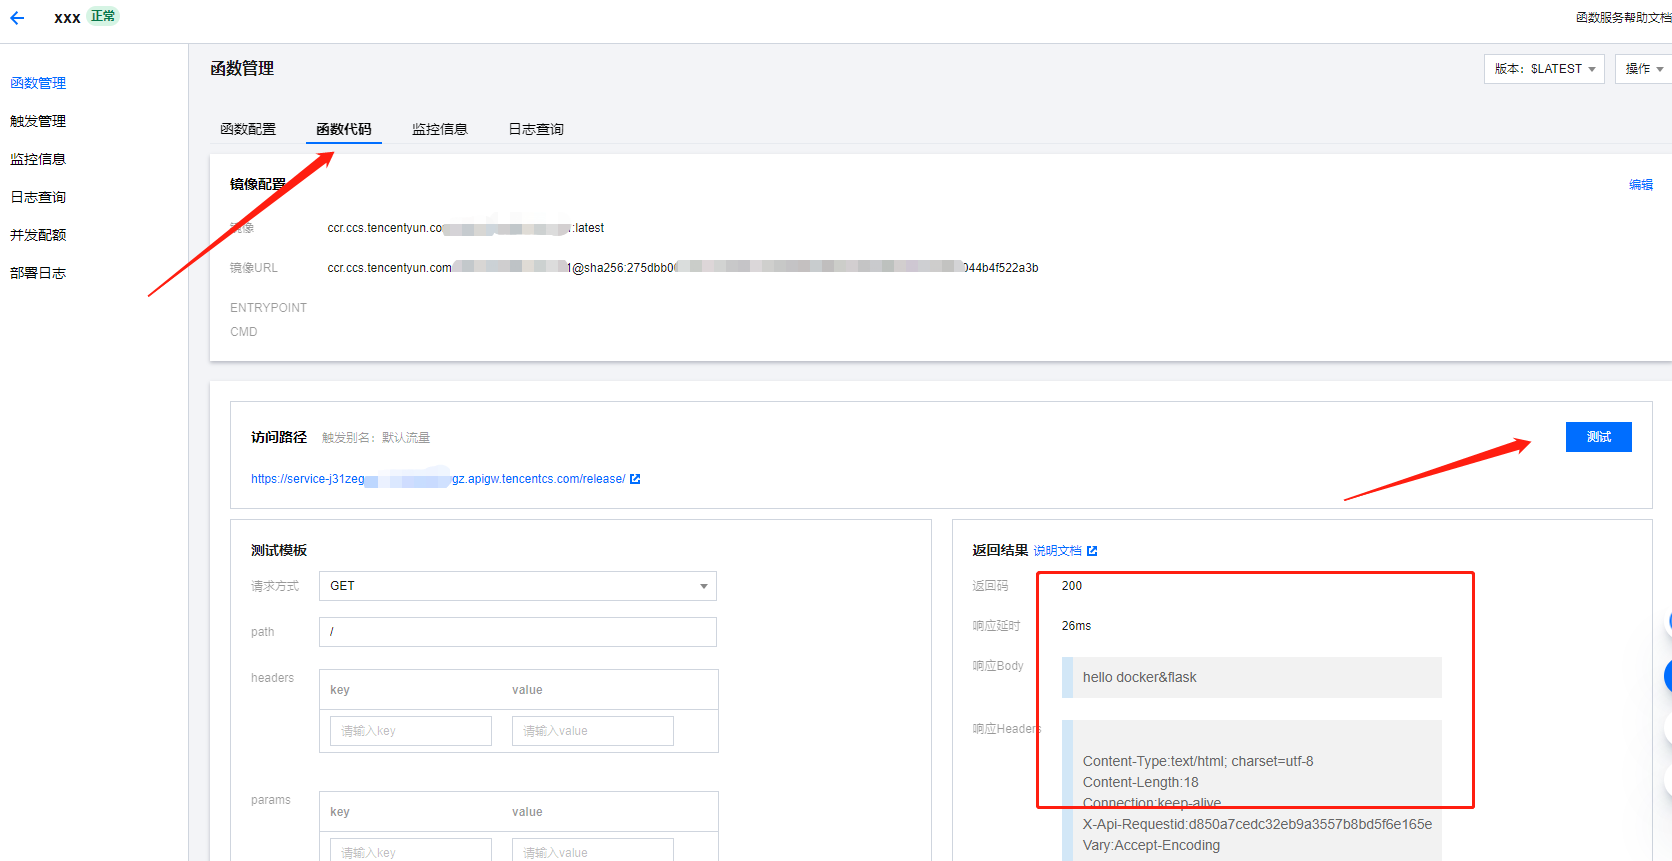 xxx 正常
函数服务帮助文档
函数管理
触发管理
监控信息
日志查询
并发配额
部署日志
函数管理
版本：$LATEST
操作
函数配置
函数代码
监控信息
日志查询
镜像配置
编辑
镜像
ccr.ccs.tencentyun.co :latest
镜像URL
ccr.ccs.tencentyun.com 1@sha256:275dbb0 044b4f522a3b
ENTRYPOINT
CMD
访问路径 触发别名：默认流量
测试
https://service-j31zeg gz.apigw.tencentcs.com/release/
测试模板
请求方式
GET
path
/
headers
key value
请输入key 请输入value
params
key value
请输入key 请输入value
返回结果 说明文档
返回码
200
响应延时
26ms
响应Body
hello docker&flask
响应Headers
Content-Type:text/html; charset=utf-8
Content-Length:18
Connection:keep-alive
X-Api-Requestid:d850a7cedc32eb9a3557b8bd5f6e165e
Vary:Accept-Encoding